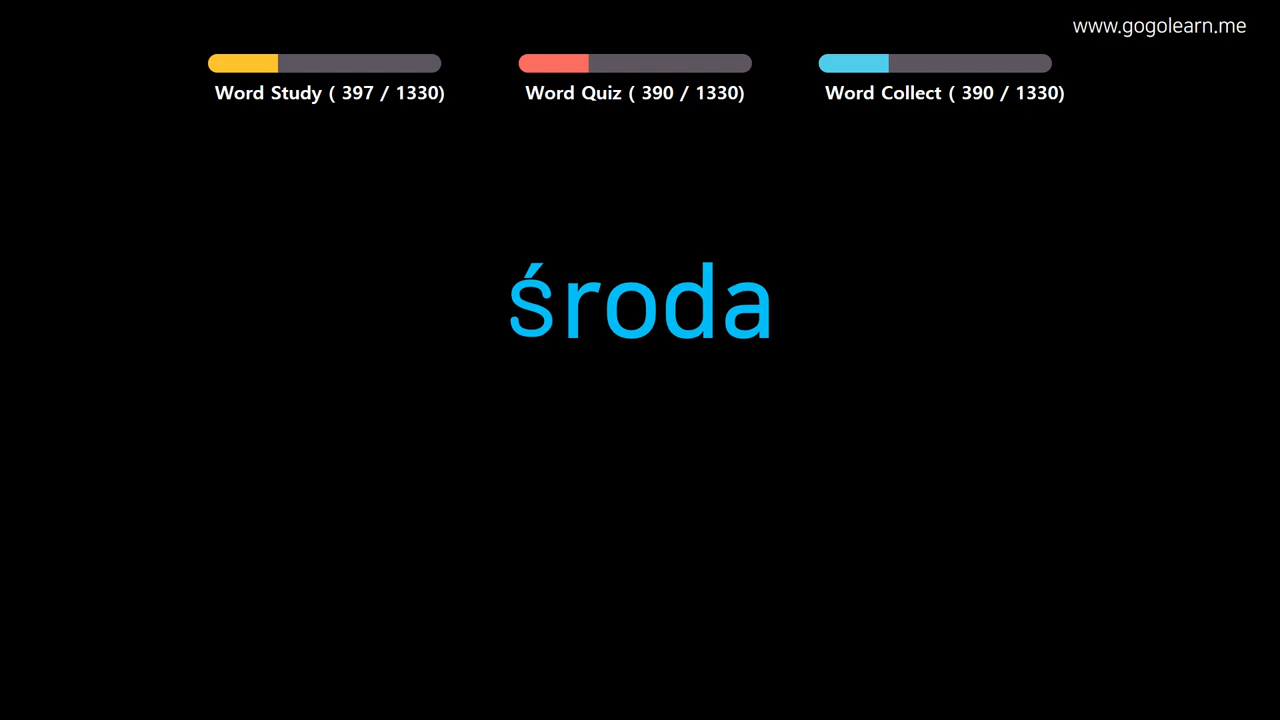 www.gogolearn.me
Word Study ( 397 / 1330)
Word Quiz ( 390 / 1330)
Word Collect ( 390 / 1330)
środa